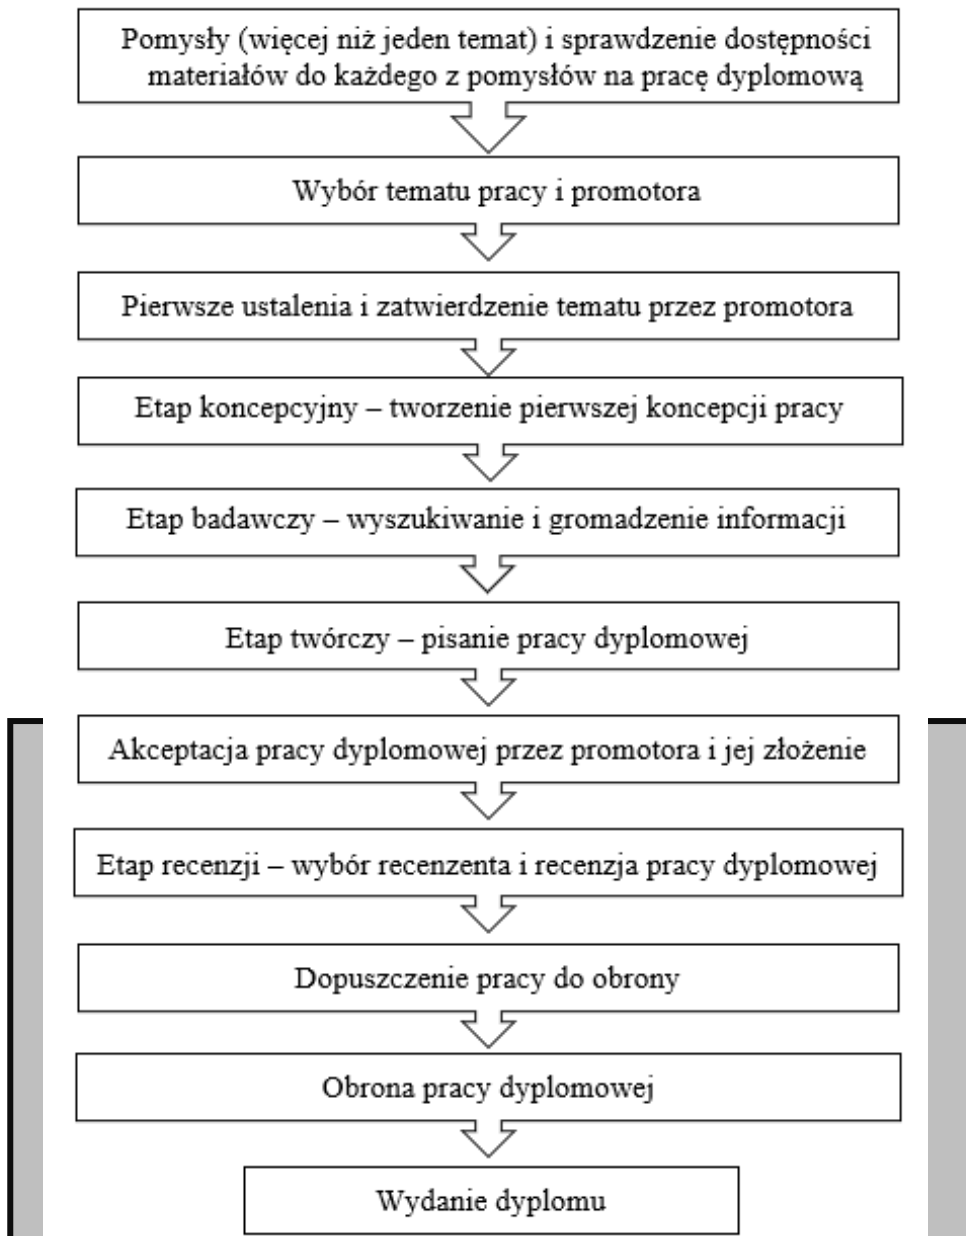 Pomysły (więcej niż jeden temat) i sprawdzenie dostępności
materiałów do każdego z pomysłów na pracę dyplomową
Wybór tematu pracy i promotora
Pierwsze ustalenia i zatwierdzenie tematu przez promotora
Etap koncepcyjny – tworzenie pierwszej koncepcji pracy
Etap badawczy – wyszukiwanie i gromadzenie informacji
Etap twórczy – pisanie pracy dyplomowej
Akceptacja pracy dyplomowej przez promotora i jej złożenie
Etap recenzji – wybór recenzenta i recenzja pracy dyplomowej
Dopuszczenie pracy do obrony
Obrona pracy dyplomowej
Wydanie dyplomu